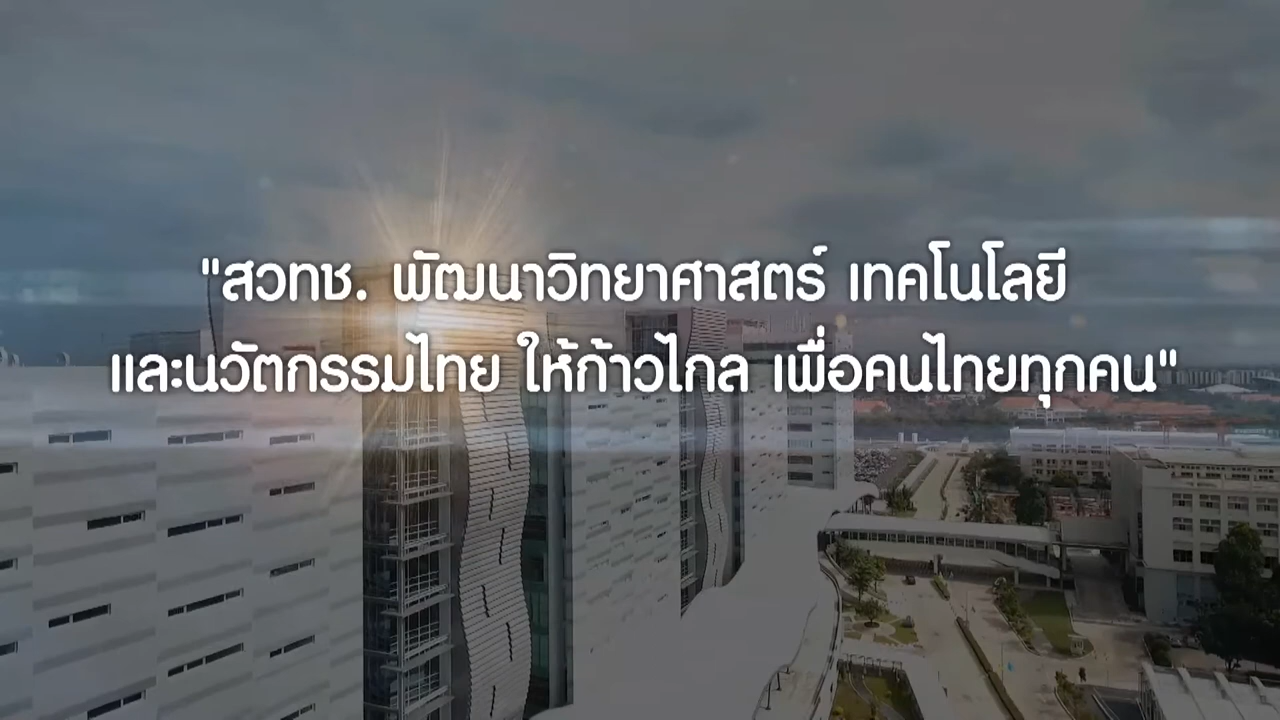 "สวทช. พัฒนาวิทยาศาสตร์ เทคโนโลยี
และนวัตกรรมไทย ให้ก้าวไกล เพื่อคนไทยทุกคน"